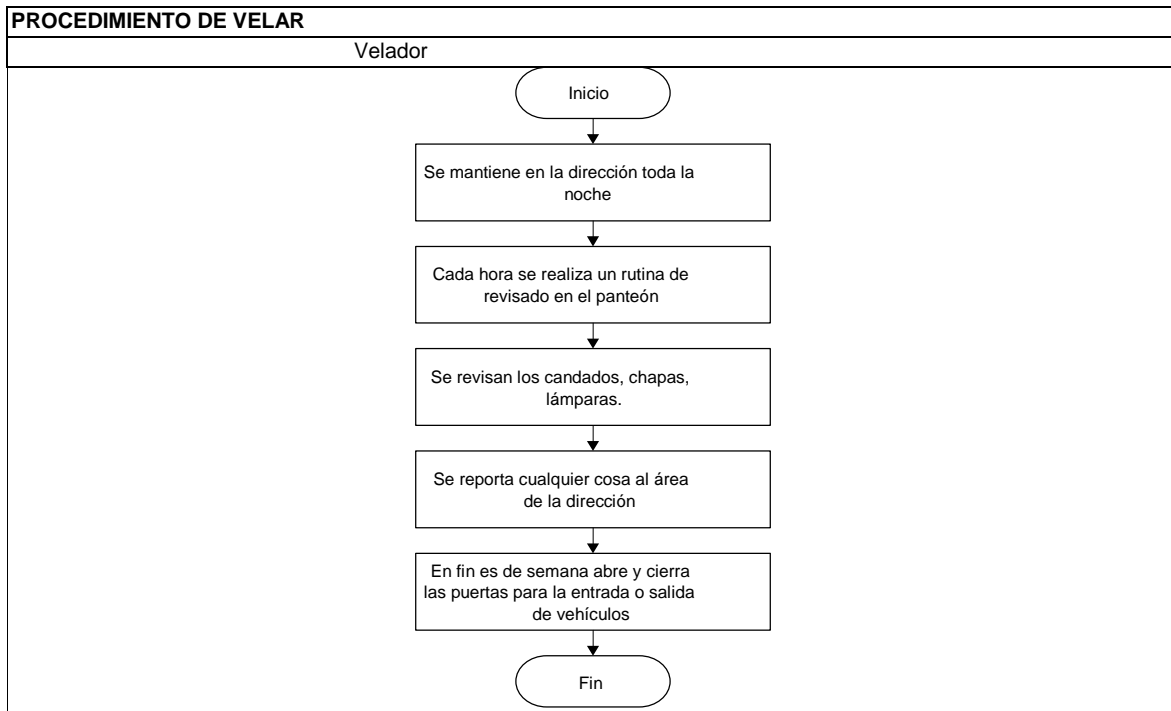 PROCEDIMIENTO DE VELAR
Velador
Inicio
Se mantiene en la dirección toda la
noche
Cada hora se realiza un rutina de
revisado en el panteón
Se revisan los candados, chapas,
lámparas.
Se reporta cualquier cosa al área
de la dirección
En fin es de semana abre y cierra
las puertas para la entrada o salida
de vehículos
Fin